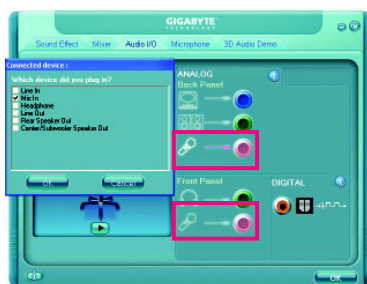 GIGABYTE
TECHNOLOGY
Sound Effect Mixer Audio I/O Microphone 3D Audio Demo
Connected device :
Which device did you plug in?
Line In
Mic In
Headphone
Line Out
Rear Speaker Out
Center/Subwoofer Speaker Out
OK Cancel
ANALOG
Back Panel
Front Panel
DIGITAL
OK